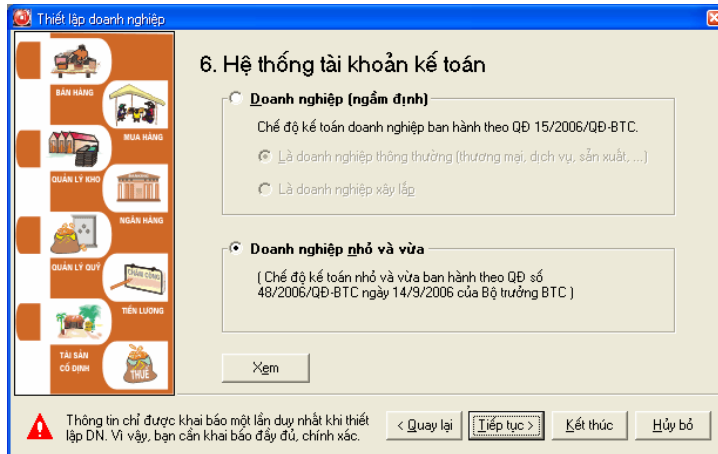 Thiết lập doanh nghiệp
6. Hệ thống tài khoản kế toán
Doanh nghiệp (ngầm định)
Chế độ kế toán doanh nghiệp ban hành theo QĐ 15/2006/QĐ-BTC.
Là doanh nghiệp thông thường (thương mại, dịch vụ, sản xuất, ...)
Là doanh nghiệp xây lắp
Doanh nghiệp nhỏ và vừa
( Chế độ kế toán nhỏ và vừa ban hành theo QĐ số
48/2006/QĐ-BTC ngày 14/9/2006 của Bộ trưởng BTC )
Xem
BÁN HÀNG
MUA HÀNG
QUẢN LÝ KHO
NGÂN HÀNG
QUẢN LÝ QUỸ
CHẤM CÔNG
TIỀN LƯƠNG
TÀI SẢN
CỐ ĐỊNH
THUẾ
Thông tin chỉ được khai báo một lần duy nhất khi thiết
lập DN. Vì vậy, bạn cần khai báo đầy đủ, chính xác.
< Quay lại
Tiếp tục >
Kết thúc
Hủy bỏ